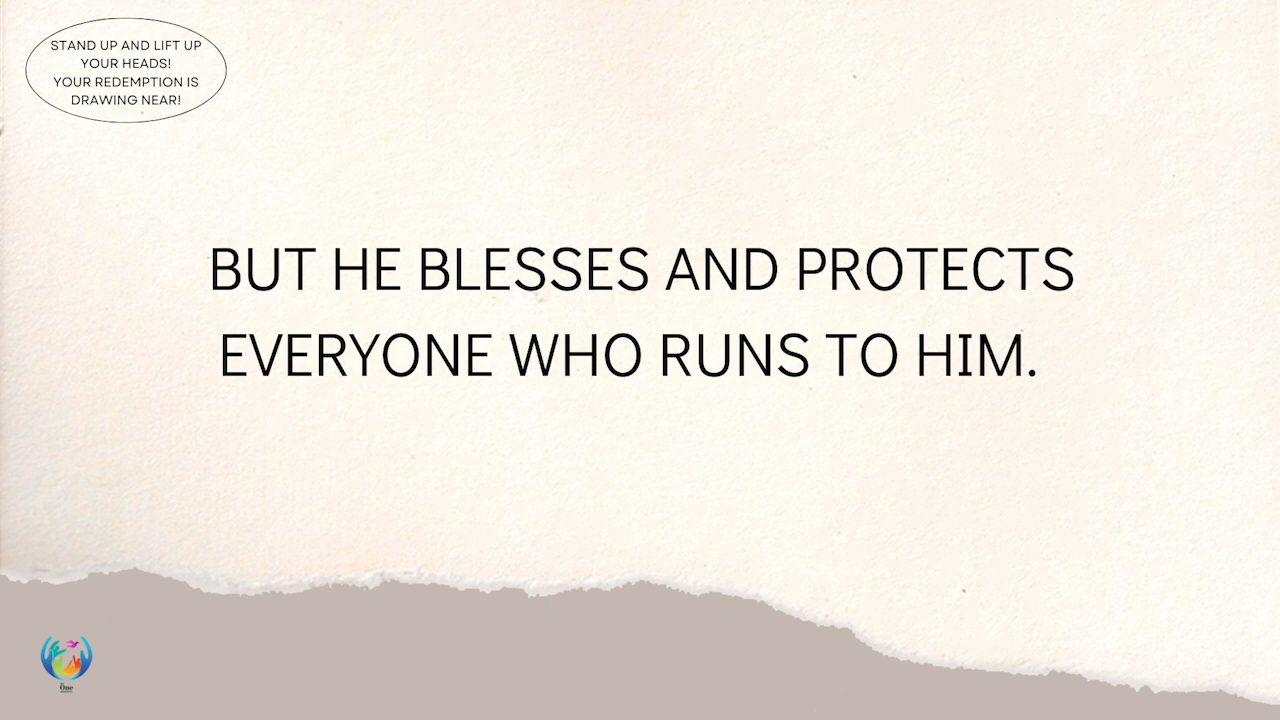 STAND UP AND LIFT UP
YOUR HEADS!
YOUR REDEMPTION IS
DRAWING NEAR!
BUT HE BLESSES AND PROTECTS
EVERYONE WHO RUNS TO HIM.
One